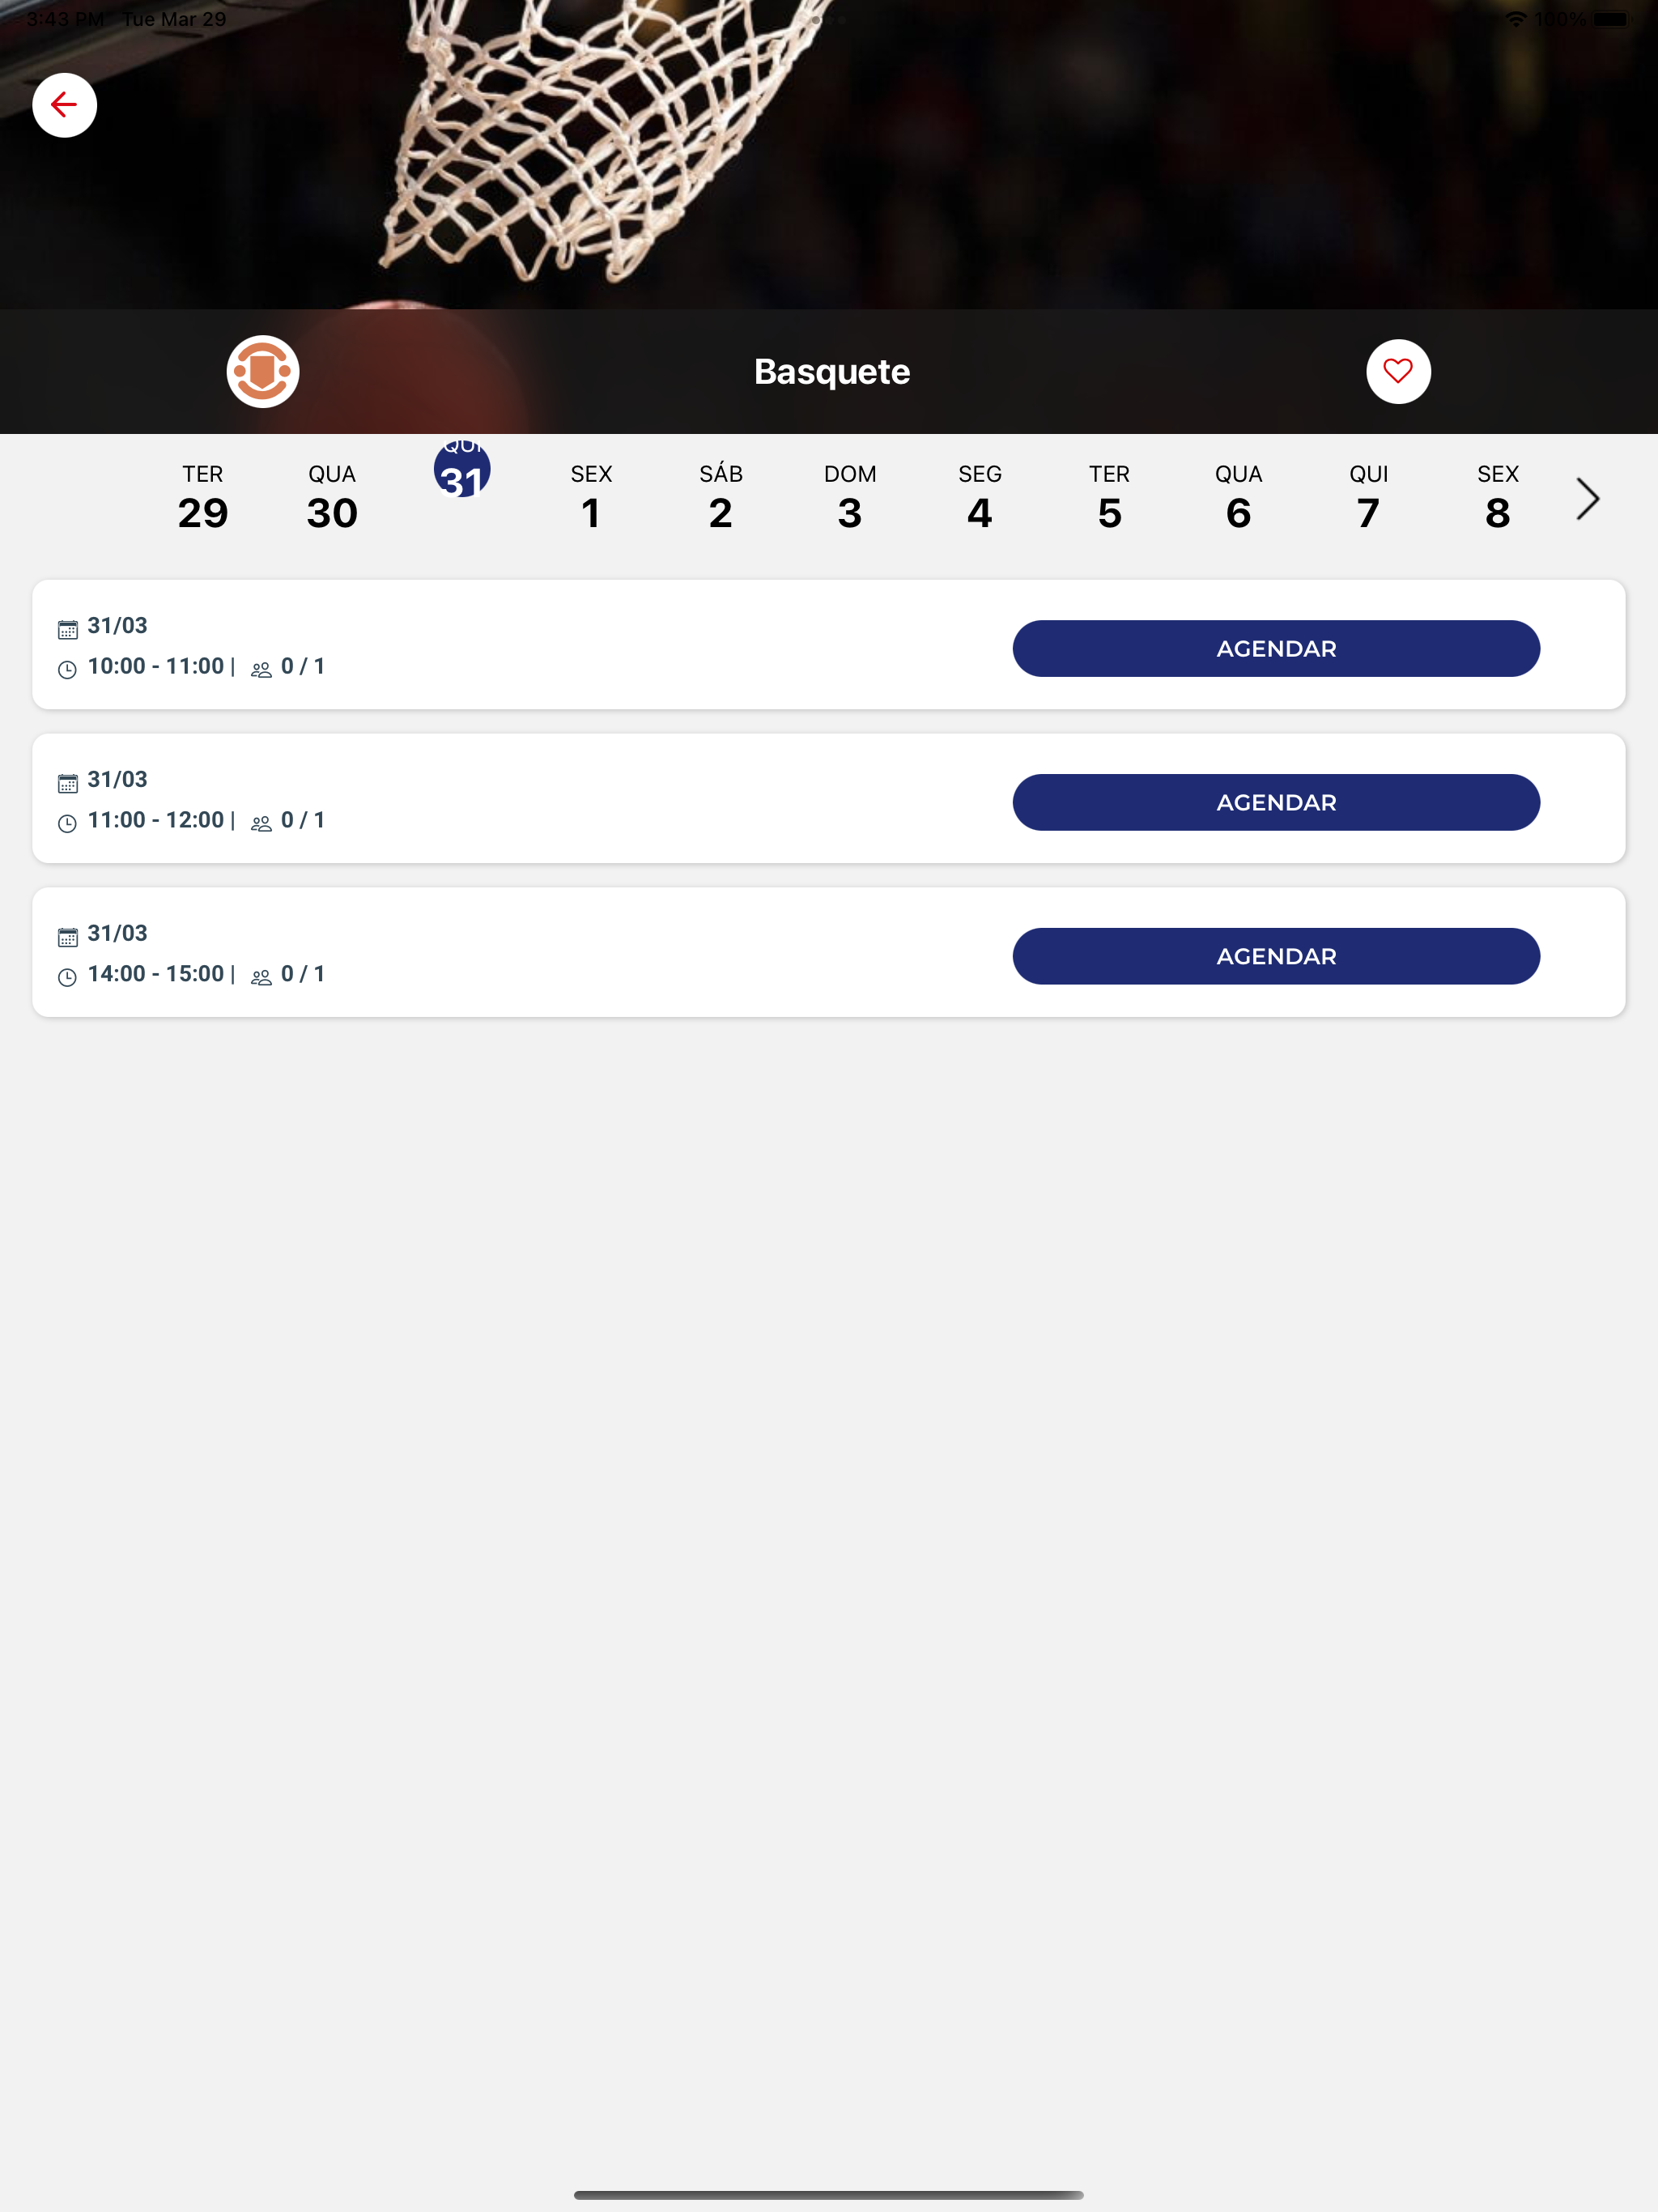 3:43 PM Tue Mar 29 100%
Basquete
TER QUA QUI SEX SÁB DOM SEG TER QUA QUI SEX
29 30 31 1 2 3 4 5 6 7 8
31/03
10:00 - 11:00 | 0 / 1
AGENDAR
31/03
11:00 - 12:00 | 0 / 1
AGENDAR
31/03
14:00 - 15:00 | 0 / 1
AGENDAR